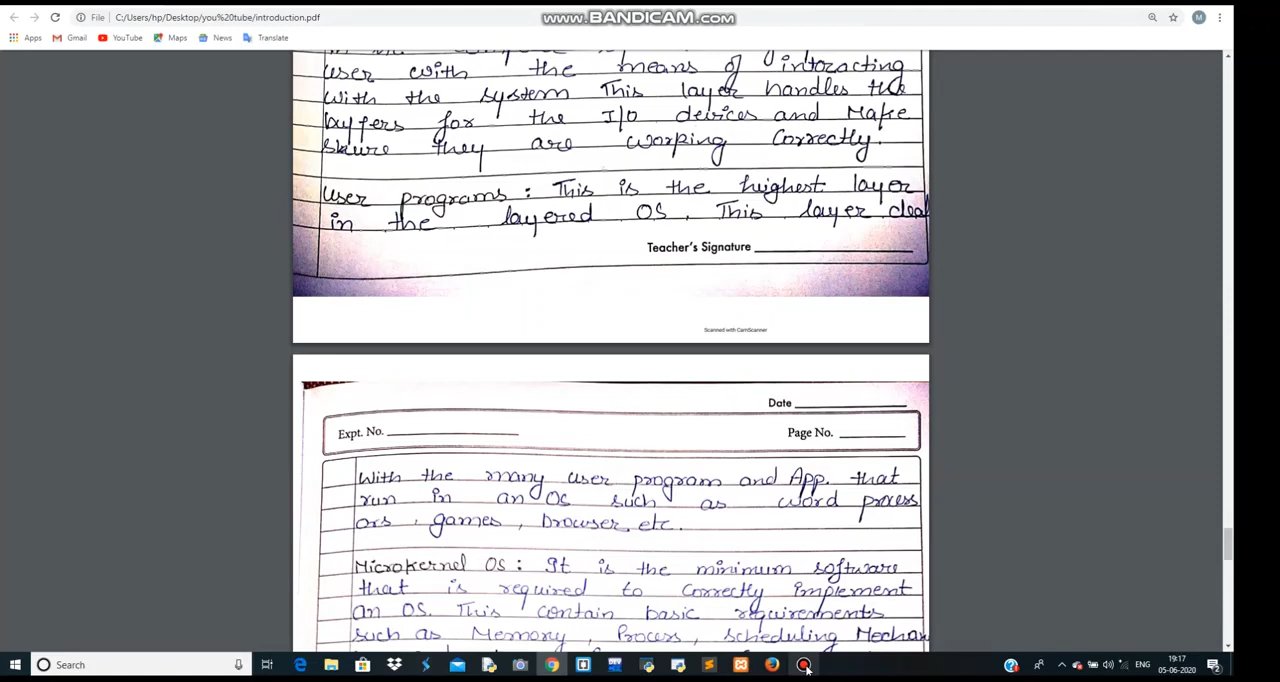 File | C:/Users/hp/Desktop/you%20tube/introduction.pdf
www.BANDICAM.com
M
Apps Gmail YouTube Maps News Translate
user with the means of intoracting
with the system This layer handles the
byffers for the I/O devices and Make
they are working Correctly.
User programs : This is the highest layer
in the layered OS. This layer deal
Teacher's Signature
Scanned with CamScanner
Date
Expt. No. Page No.
With the many user program and App. that
run in an OS such as word process
ors, games, browser, etc.
Microkernel OS : It is the minimum software
that is required to Correctly implement
an OS. This contain basic requirements
such as Memory, Process, scheduling Mechan
Search
ENG
19:17
05-06-2020
2